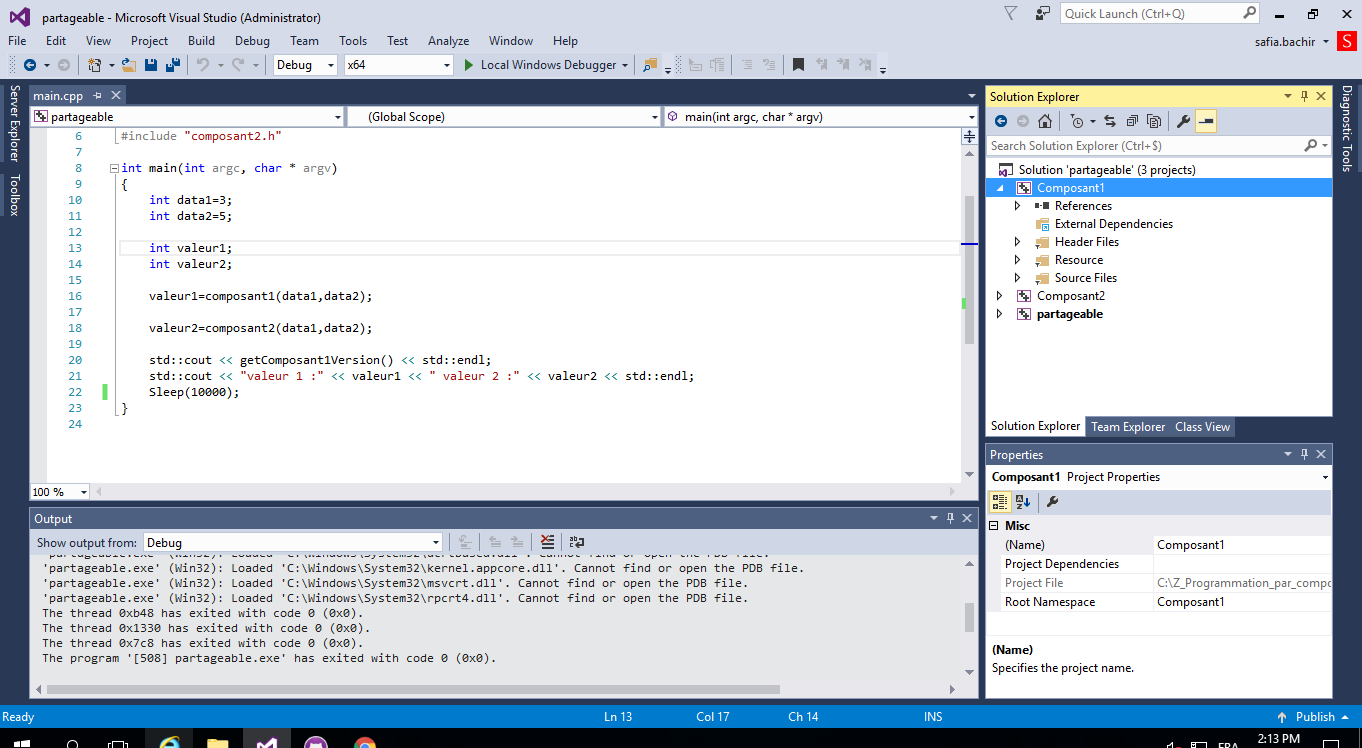 partageable - Microsoft Visual Studio (Administrator)
Quick Launch (Ctrl+Q)
File Edit View Project Build Debug Team Tools Test Analyze Window Help
safia.bachir
S
Debug x64 Local Windows Debugger
Server Explorer
Toolbox
main.cpp
partageable (Global Scope) main(int argc, char * argv)
6 #include "composant2.h"
7
8 int main(int argc, char * argv)
9 {
10 int data1=3;
11 int data2=5;
12
13 int valeur1;
14 int valeur2;
15
16 valeur1=composant1(data1,data2);
17
18 valeur2=composant2(data1,data2);
19
20 std::cout << getComposant1Version() << std::endl;
21 std::cout << "valeur 1 :" << valeur1 << " valeur 2 :" << valeur2 << std::endl;
22 Sleep(10000);
23 }
24
100 %
Output
Show output from: Debug
'partageable.exe' (Win32): Loaded 'C:\Windows\System32\kernel.appcore.dll'. Cannot find or open the PDB file.
'partageable.exe' (Win32): Loaded 'C:\Windows\System32\msvcrt.dll'. Cannot find or open the PDB file.
'partageable.exe' (Win32): Loaded 'C:\Windows\System32\rpcrt4.dll'. Cannot find or open the PDB file.
The thread 0xb48 has exited with code 0 (0x0).
The thread 0x1330 has exited with code 0 (0x0).
The thread 0x7c8 has exited with code 0 (0x0).
The program '[508] partageable.exe' has exited with code 0 (0x0).
Solution Explorer
Search Solution Explorer (Ctrl+$)
Solution 'partageable' (3 projects)
Composant1
References
External Dependencies
Header Files
Resource
Source Files
Composant2
partageable
Solution Explorer Team Explorer Class View
Properties
Composant1 Project Properties
Misc
(Name) Composant1
Project Dependencies
Project File C:\Z_Programmation_par_compo
Root Namespace Composant1
(Name)
Specifies the project name.
Diagnostic Tools
Ready Ln 13 Col 17 Ch 14 INS Publish
2:13 PM
FRA